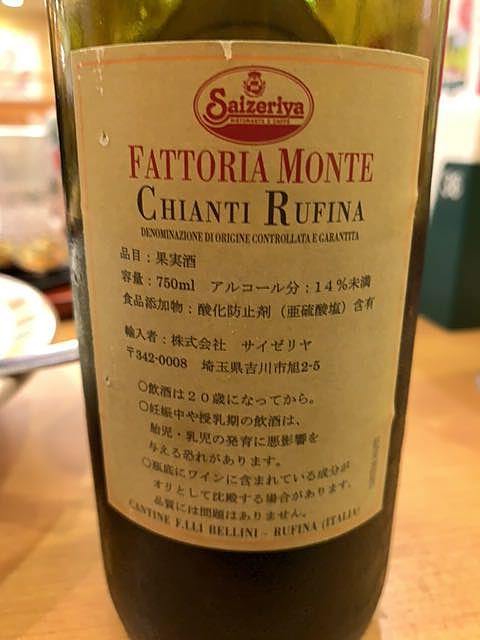 Saizeriya
RISTORANTE E CAFFÈ
FATTORIA MONTE
CHIANTI RUFINA
DENOMINAZIONE DI ORIGINE CONTROLLATA E GARANTITA
品目：果実酒
容量：750ml アルコール分：14%未満
食品添加物：酸化防止剤（亜硫酸塩）含有
輸入者：株式会社 サイゼリヤ
〒342-0008 埼玉県吉川市旭2-5
○飲酒は20歳になってから。
○妊娠中や授乳期の飲酒は、
胎児・乳児の発育に悪影響を
与える恐れがあります。
○瓶底にワインに含まれている成分が
オリとして沈殿する場合があります。
品質には問題はありません。
CANTINE F.LLI BELLINI - RUFINA (ITALIA)